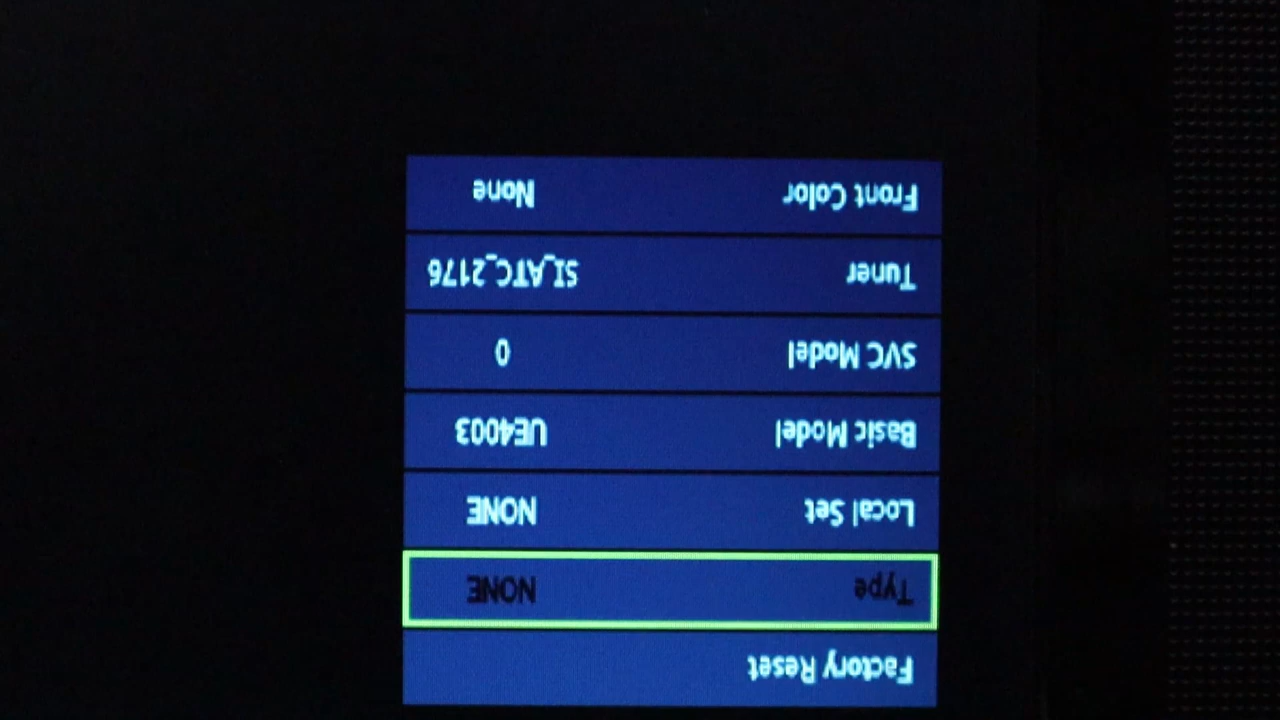 Factory Reset
Type NONE
Local Set NONE
Basic Model UE4003
SVC Model 0
Tuner SI_ATC_2176
Front Color None